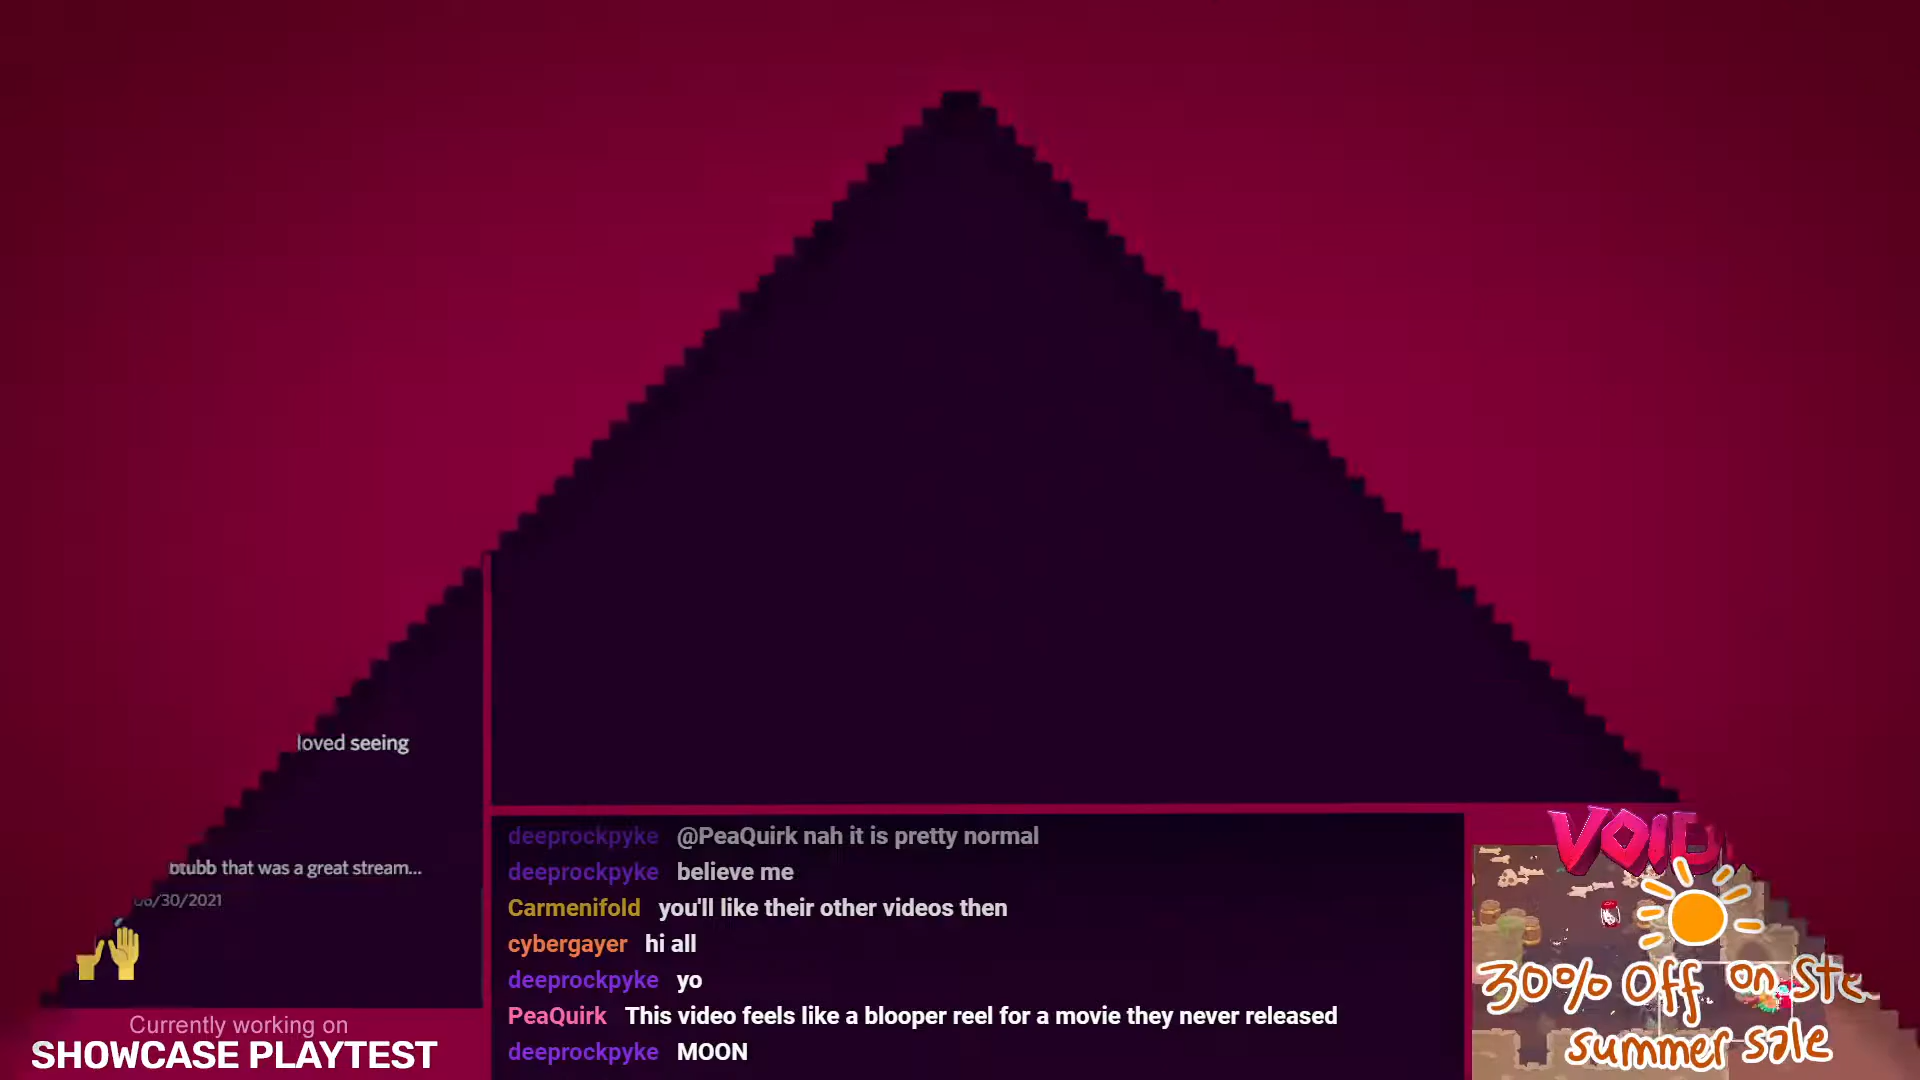 loved seeing
that was a great stream...
/30/2021
Currently working on
SHOWCASE PLAYTEST
deeprockpyke @PeaQuirk nah it is pretty normal
deeprockpyke believe me
Carmenifold you'll like their other videos then
cybergayer hi all
deeprockpyke yo
PeaQuirk This video feels like a blooper reel for a movie they never released
deeprockpyke MOON
30% off on
summer sale